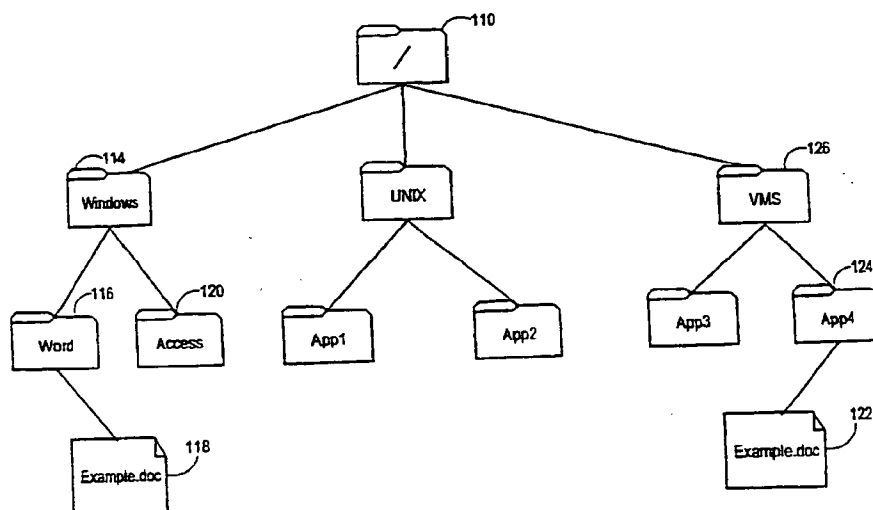 110
/
114
Windows
UNIX
126
VMS
116
Word
120
Access
App1
App2
App3
124
App4
Example.doc
118
Example.doc
122